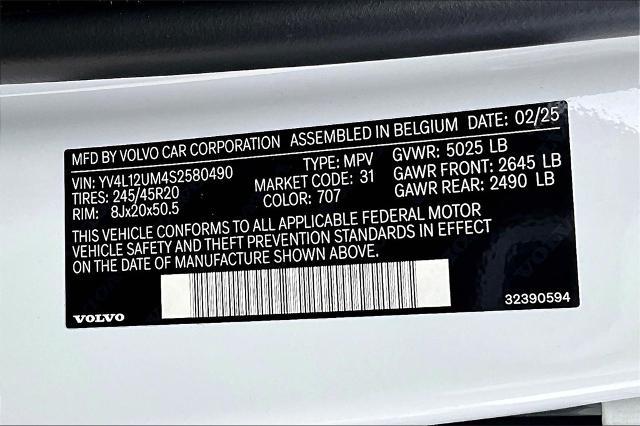 MFD BY VOLVO CAR CORPORATION ASSEMBLED IN BELGIUM DATE: 02/25
VIN: YV4L12UM4S2580490 TYPE: MPV GVWR: 5025 LB
TIRES: 245/45R20 MARKET CODE: 31 GAWR FRONT: 2645 LB
RIM: 8Jx20x50.5 COLOR: 707 GAWR REAR: 2490 LB
THIS VEHICLE CONFORMS TO ALL APPLICABLE FEDERAL MOTOR
VEHICLE SAFETY AND THEFT PREVENTION STANDARDS IN EFFECT
ON THE DATE OF MANUFACTURE SHOWN ABOVE.
VOLVO 32390594